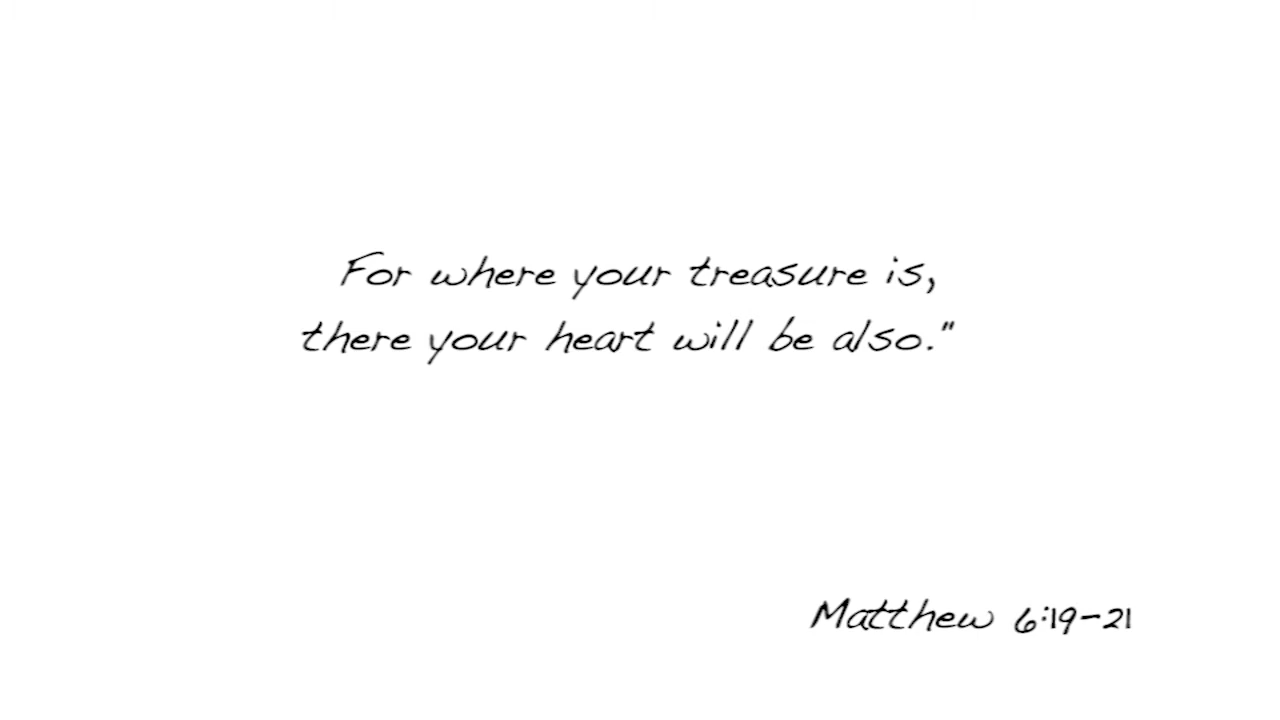 For where your treasure is,
there your heart will be also."
Matthew 6:19-21